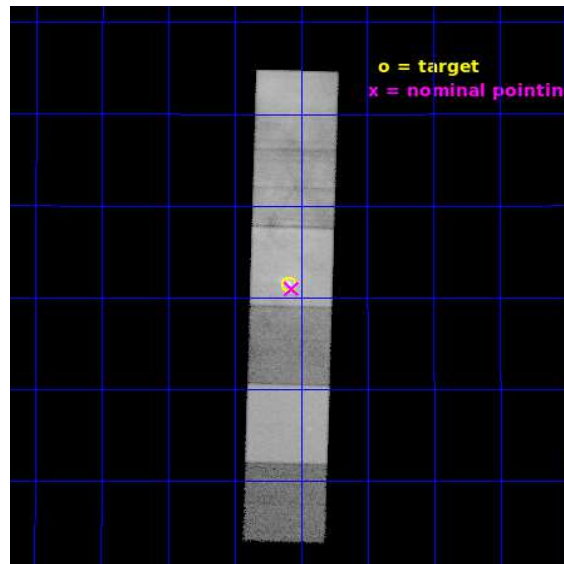 o = target
x = nominal pointin